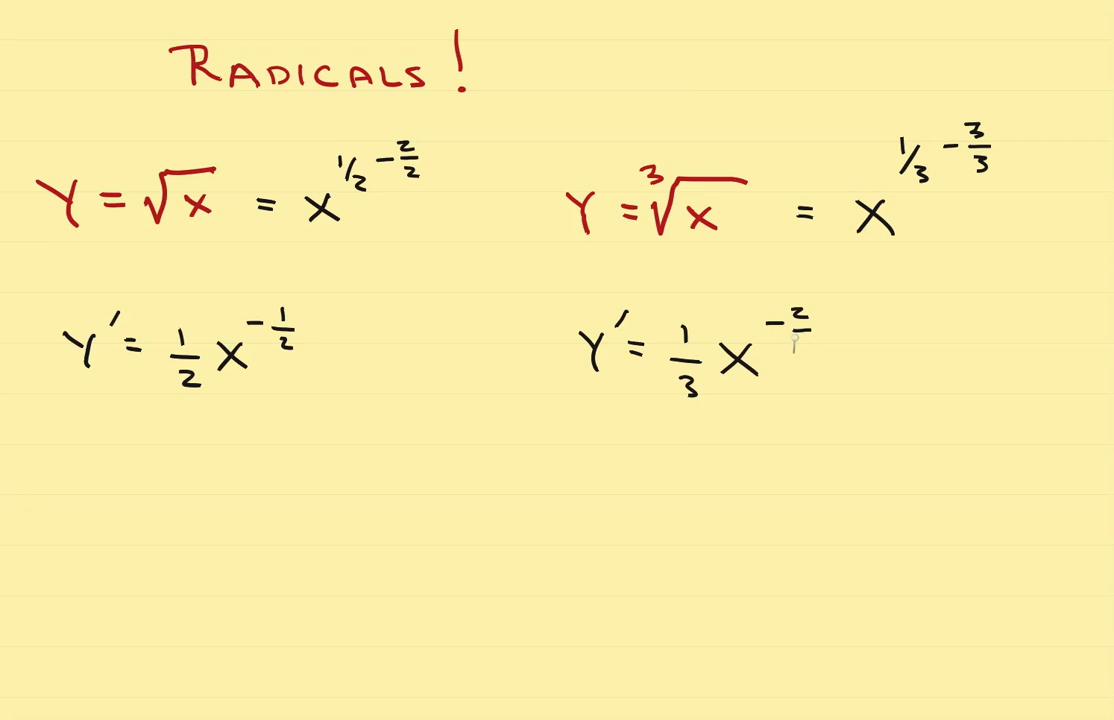 RADICALS!
Y = √x = x^(1/2 - 2/2)
Y = ³√x = x^(1/3 - 3/3)
Y' = 1/2 x^(-1/2)
Y' = 1/3 x^(-2/